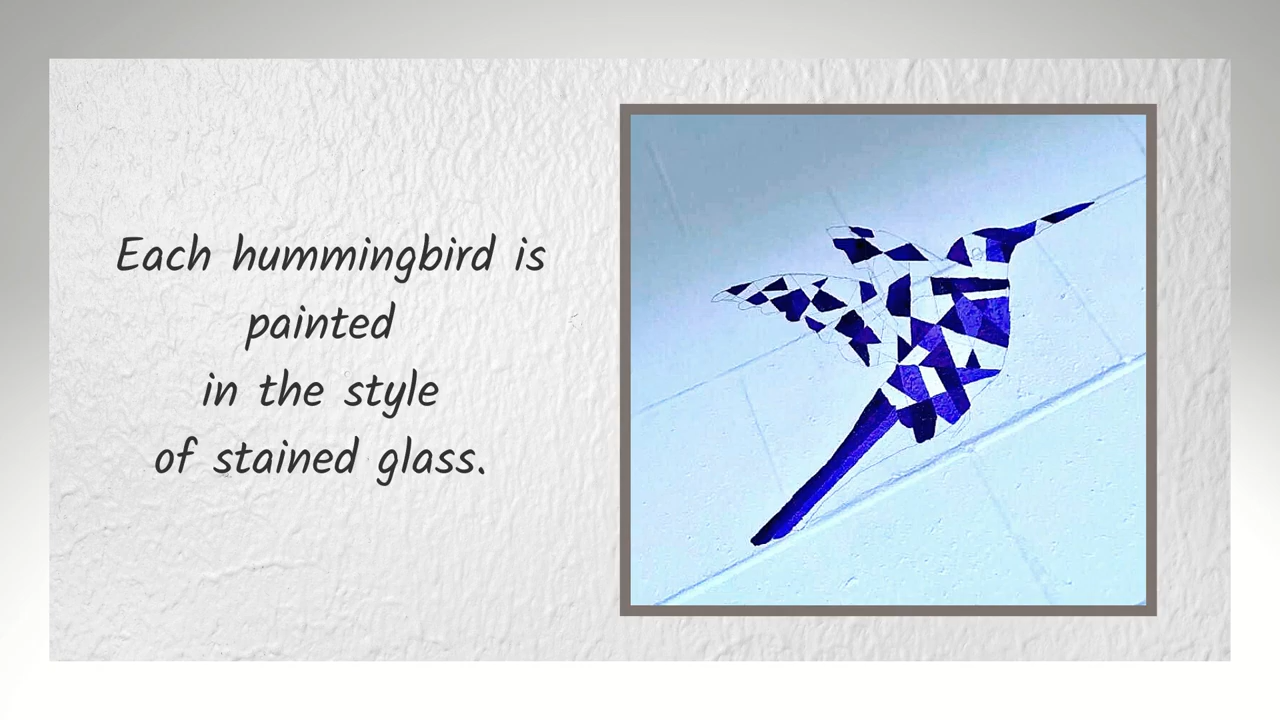 Each hummingbird is
painted
in the style
of stained glass.